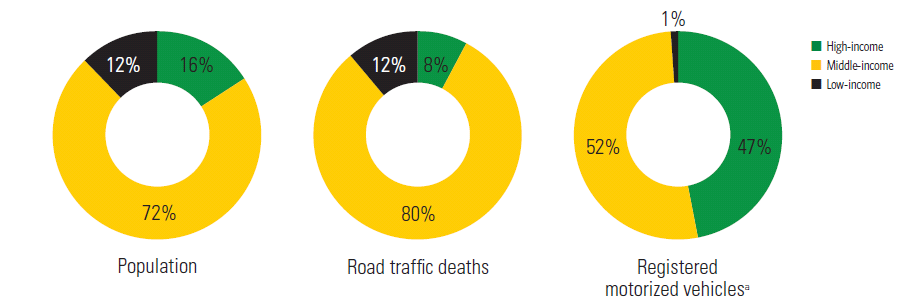 12%
16%
72%
Population
12%
8%
80%
Road traffic deaths
1%
52%
47%
Registered
motorized vehiclesª
High-income
Middle-income
Low-income